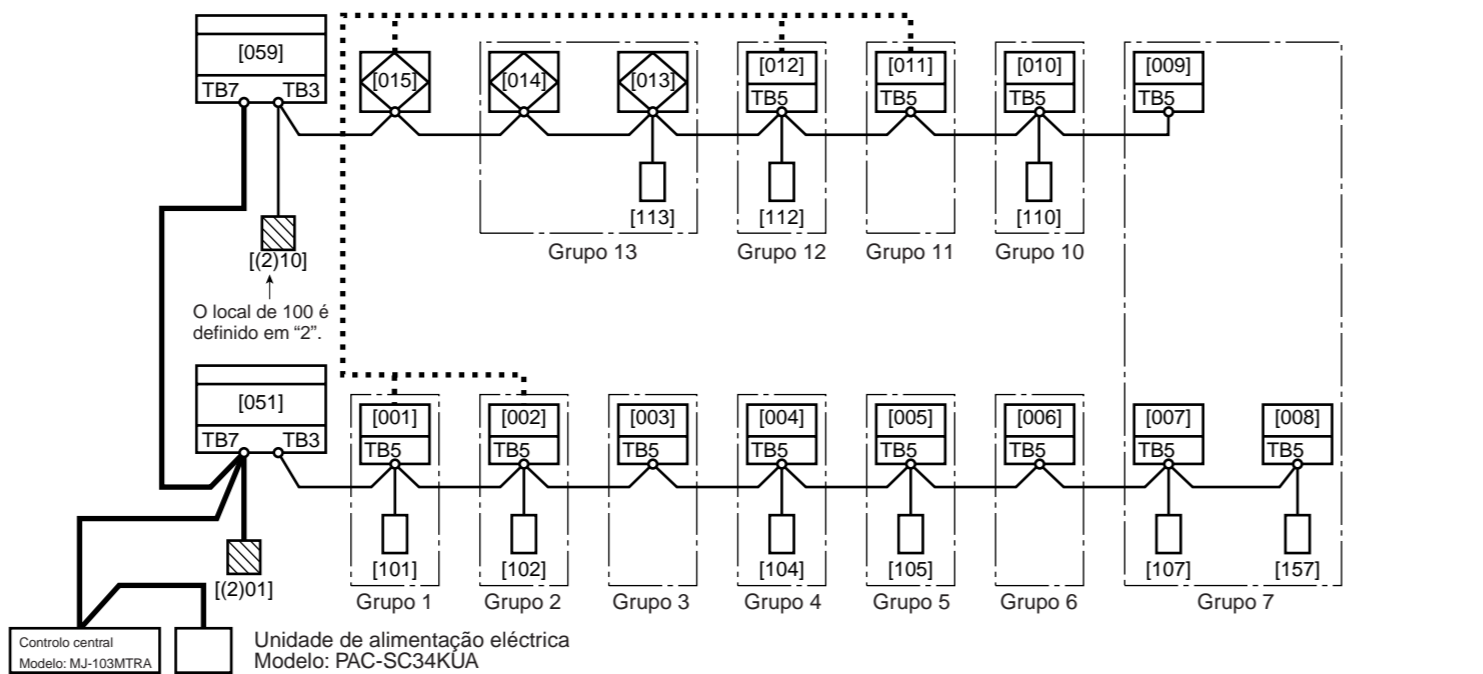 [059]
TB7 TB3
[015]
[014]
[013]
[012]
TB5
[011]
TB5
[010]
TB5
[009]
TB5
[113]
[112]
[110]
Grupo 13
Grupo 12
Grupo 11
Grupo 10
[(2)10]
O local de 100 é
definido em “2”.
[051]
TB7 TB3
[001]
TB5
[002]
TB5
[003]
TB5
[004]
TB5
[005]
TB5
[006]
TB5
[007]
TB5
[008]
TB5
[(2)01]
[101]
[102]
[104]
[105]
[107]
[157]
Grupo 1
Grupo 2
Grupo 3
Grupo 4
Grupo 5
Grupo 6
Grupo 7
Controlo central
Modelo: MJ-103MTRA
Unidade de alimentação eléctrica
Modelo: PAC-SC34KUA